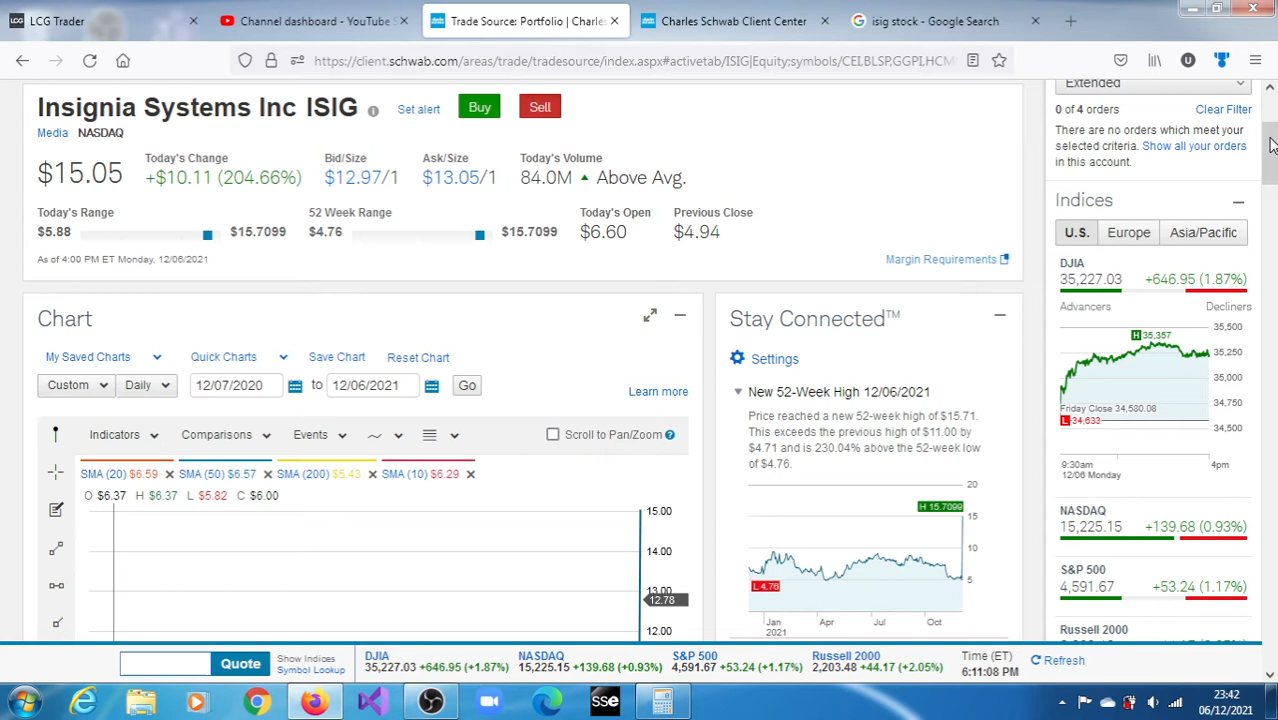 LCG Trader
Channel dashboard - YouTube S
Trade Source: Portfolio | Charles
Charles Schwab Client Center
isig stock - Google Search
https://client.schwab.com/areas/trade/tradesource/index.aspx#activetab/ISIG|Equity:symbols/CEI,BLSP,GGPI,HCM
Insignia Systems Inc ISIG
Set alert
Buy
Sell
Media NASDAQ
$15.05
Today's Change
+$10.11 (204.66%)
Bid/Size
$12.97/1
Ask/Size
$13.05/1
Today's Volume
84.0M Above Avg.
Today's Range
$5.88 $15.7099
52 Week Range
$4.76 $15.7099
Today's Open
$6.60
Previous Close
$4.94
As of 4:00 PM ET Monday, 12/06/2021
Margin Requirements
Chart
My Saved Charts
Quick Charts
Save Chart
Reset Chart
Custom
Daily
12/07/2020
to
12/06/2021
Go
Learn more
Indicators
Comparisons
Events
Scroll to Pan/Zoom
SMA (20) $6.59
SMA (50) $6.57
SMA (200) $5.43
SMA (10) $6.29
O $6.37 H $6.37 L $5.82 C $6.00
15.00
14.00
13.00
12.78
12.00
Stay Connected™
Settings
New 52-Week High 12/06/2021
Price reached a new 52-week high of $15.71.
This exceeds the previous high of $11.00 by
$4.71 and is 230.04% above the 52-week low
of $4.76.
20
H 15.7099
15
10
L 4.76
5
Jan
2021
Apr
Jul
Oct
Extended
0 of 4 orders
Clear Filter
There are no orders which meet your
selected criteria. Show all your orders
in this account.
Indices
U.S.
Europe
Asia/Pacific
DJIA
35,227.03 +646.95 (1.87%)
Advancers Decliners
35,500
H 35,357
35,250
35,000
34,750
Friday Close 34,580.08
L 34,633
34,500
9:30am
12/06 Monday
4pm
NASDAQ
15,225.15 +139.68 (0.93%)
S&P 500
4,591.67 +53.24 (1.17%)
Russell 2000
Quote
Show Indices
Symbol Lookup
DJIA
35,227.03 +646.95 (+1.87%)
NASDAQ
15,225.15 +139.68 (+0.93%)
S&P 500
4,591.67 +53.24 (+1.17%)
Russell 2000
2,203.48 +44.17 (+2.05%)
Time (ET)
6:11:08 PM
Refresh
sse
23:42
06/12/2021